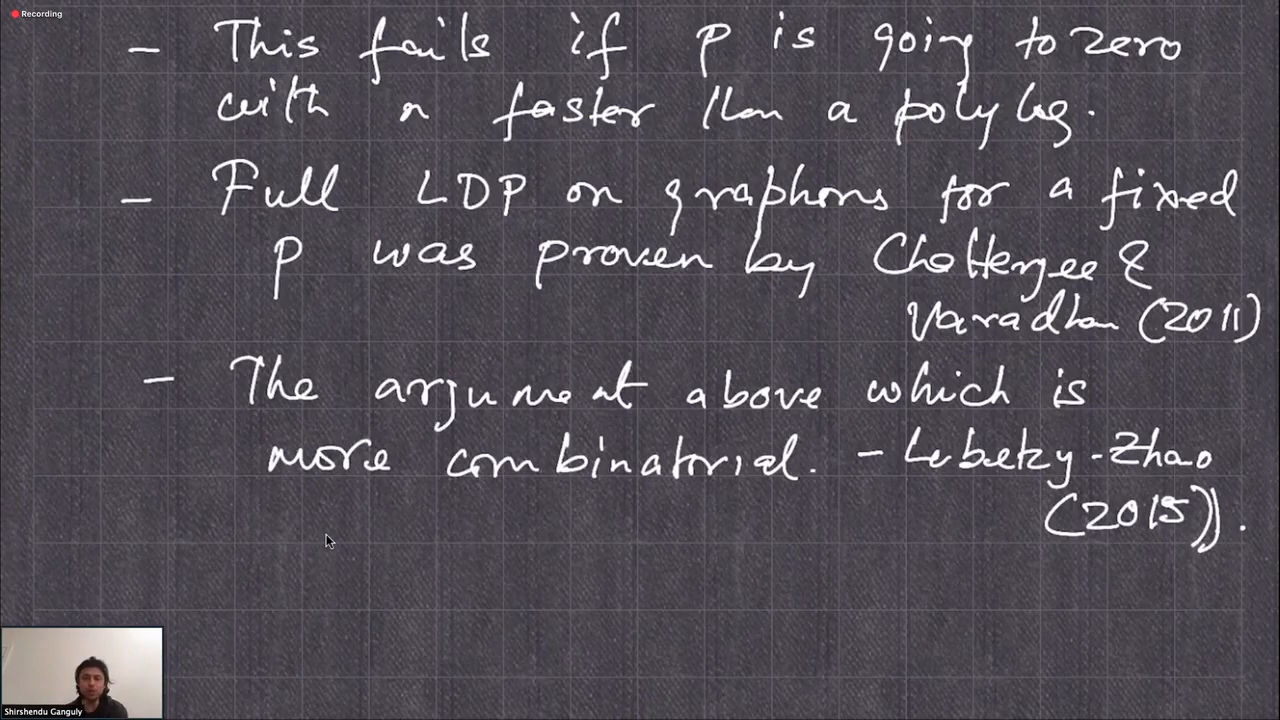 Recording
- This fails if p is going to zero
with n faster than a polylog.
- Full LDP on graphons for a fixed
p was proven by Chatterjee &
Varadhan (2011)
- The argument above which is
more combinatorial. - Lubetzky-Zhao
(2015)).
Shirshendu Ganguly